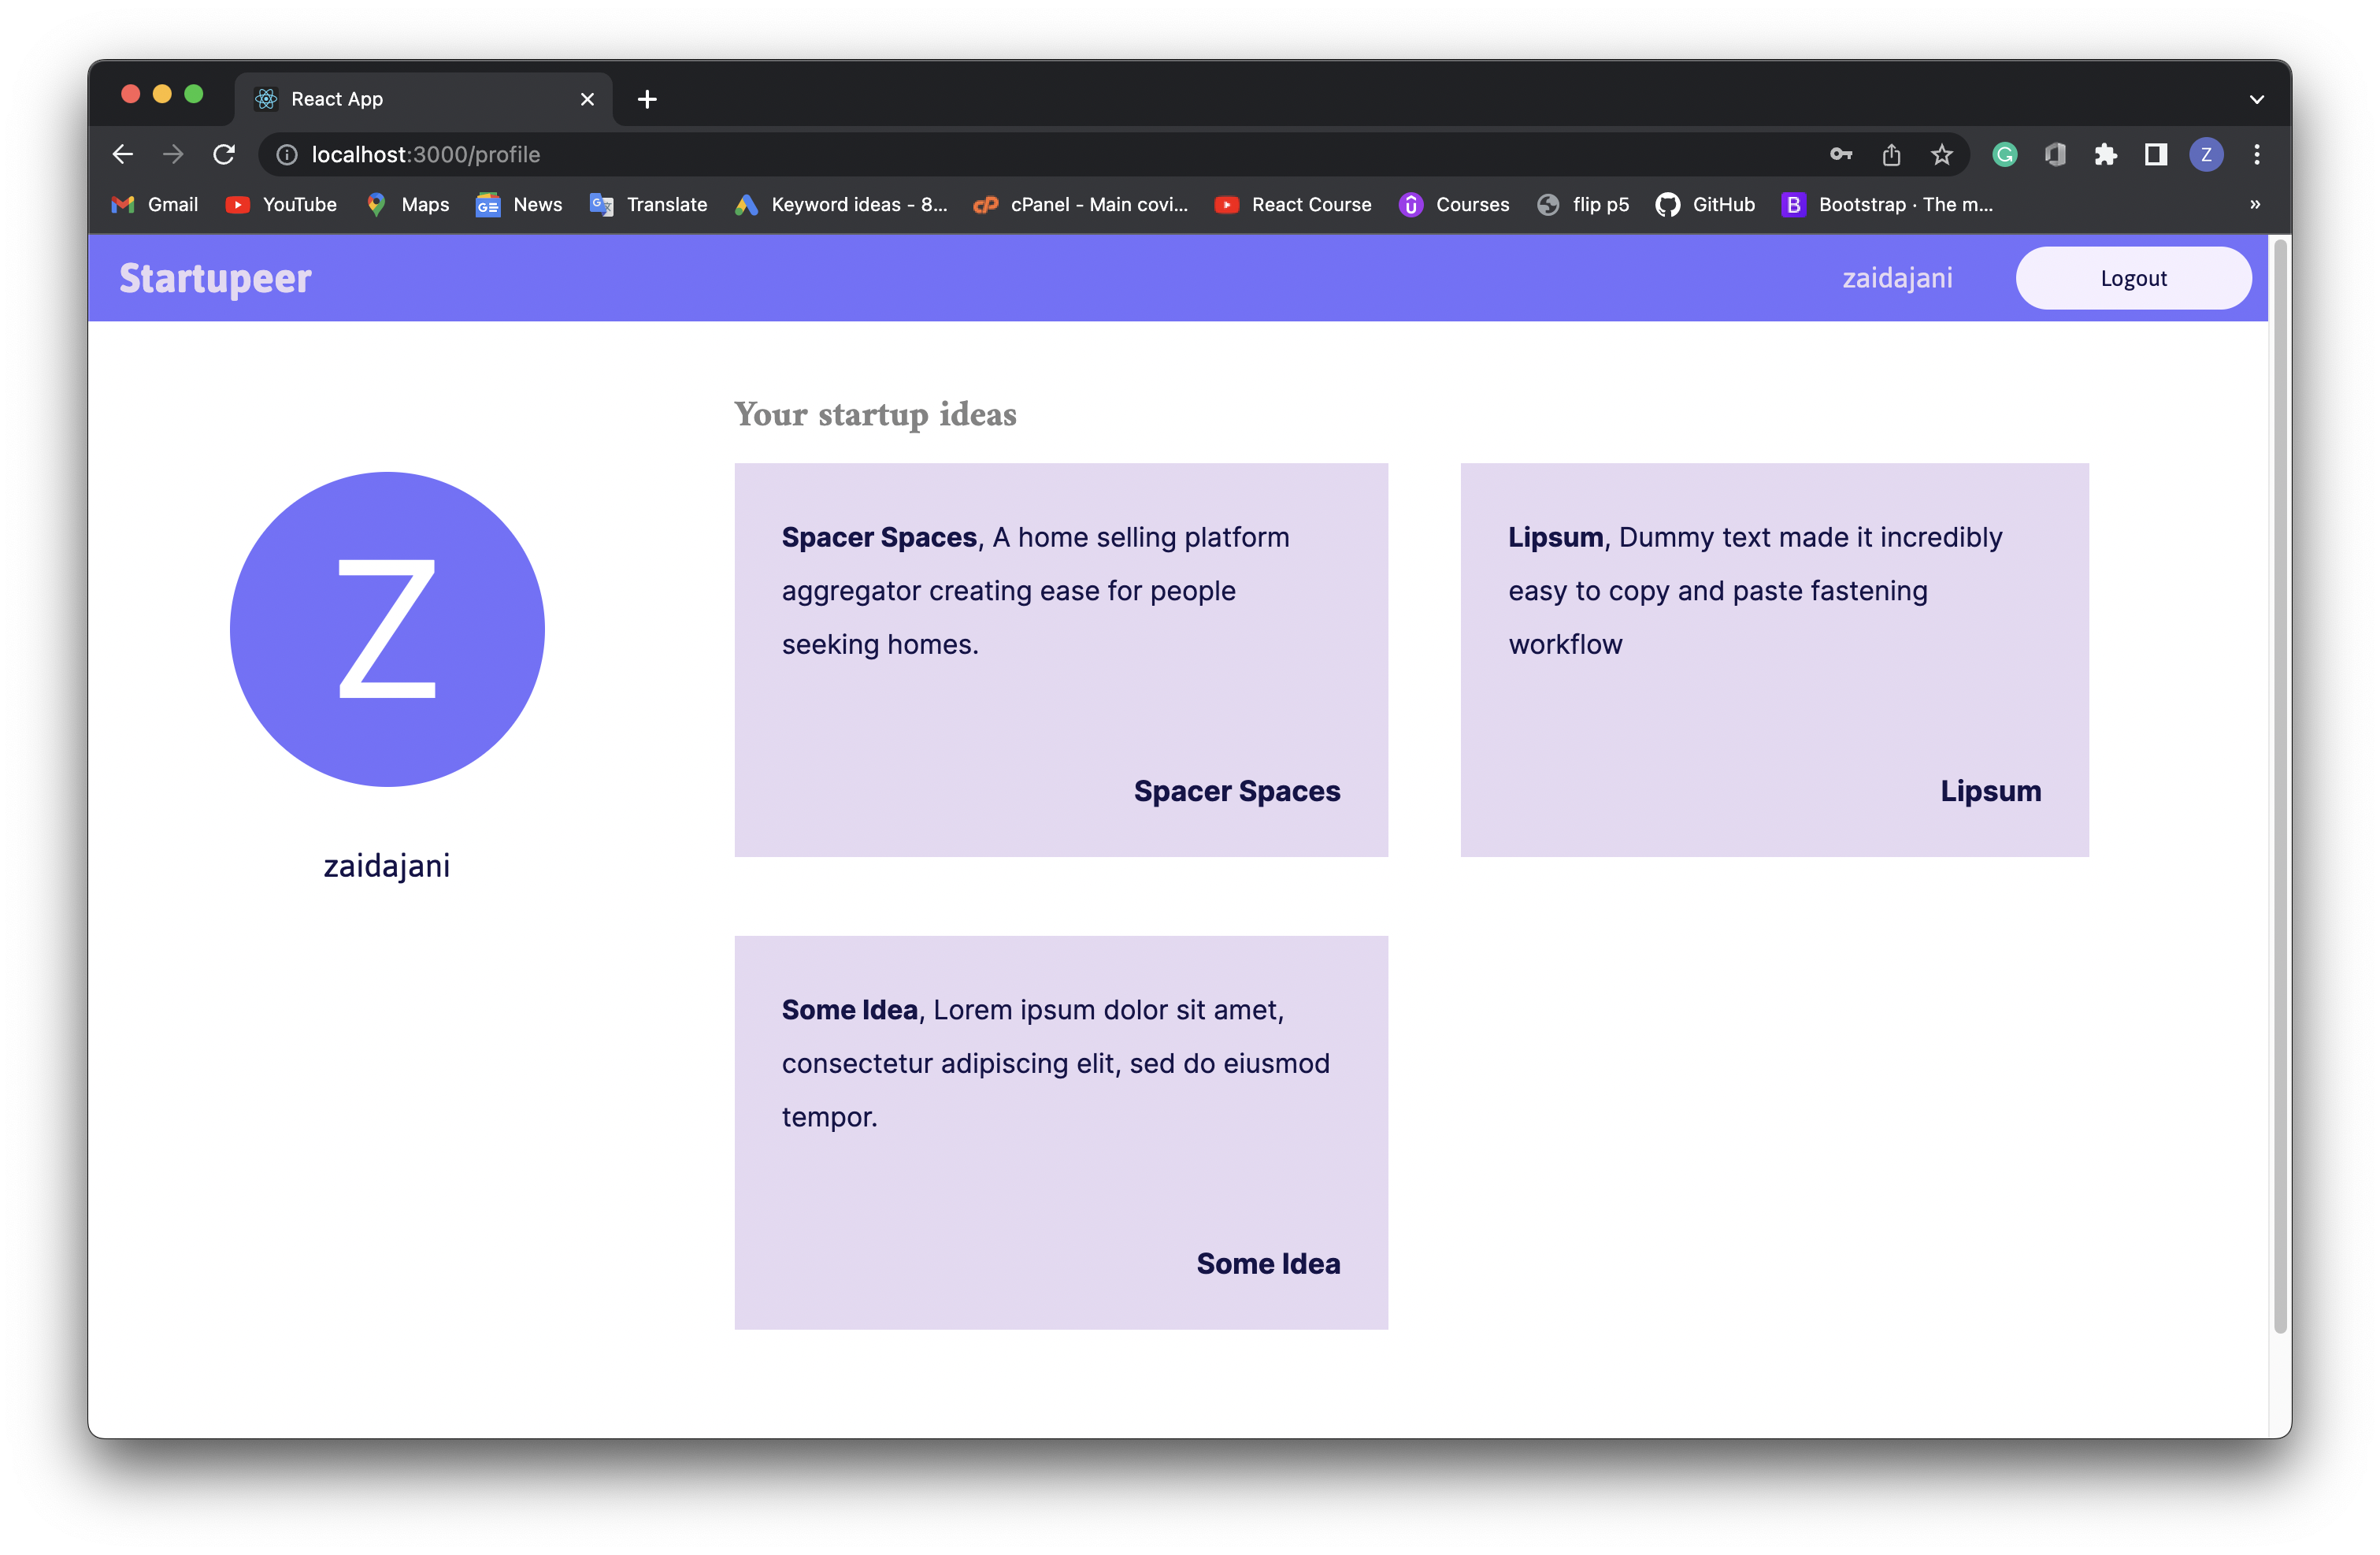 React App
localhost:3000/profile
Z
Gmail YouTube Maps News Translate Keyword ideas - 8... cPanel - Main covi... React Course Courses flip p5 GitHub Bootstrap · The m... »
Startupeer zaidajani Logout
Your startup ideas
Z
zaidajani
Spacer Spaces, A home selling platform
aggregator creating ease for people
seeking homes.
Spacer Spaces
Lipsum, Dummy text made it incredibly
easy to copy and paste fastening
workflow
Lipsum
Some Idea, Lorem ipsum dolor sit amet,
consectetur adipiscing elit, sed do eiusmod
tempor.
Some Idea